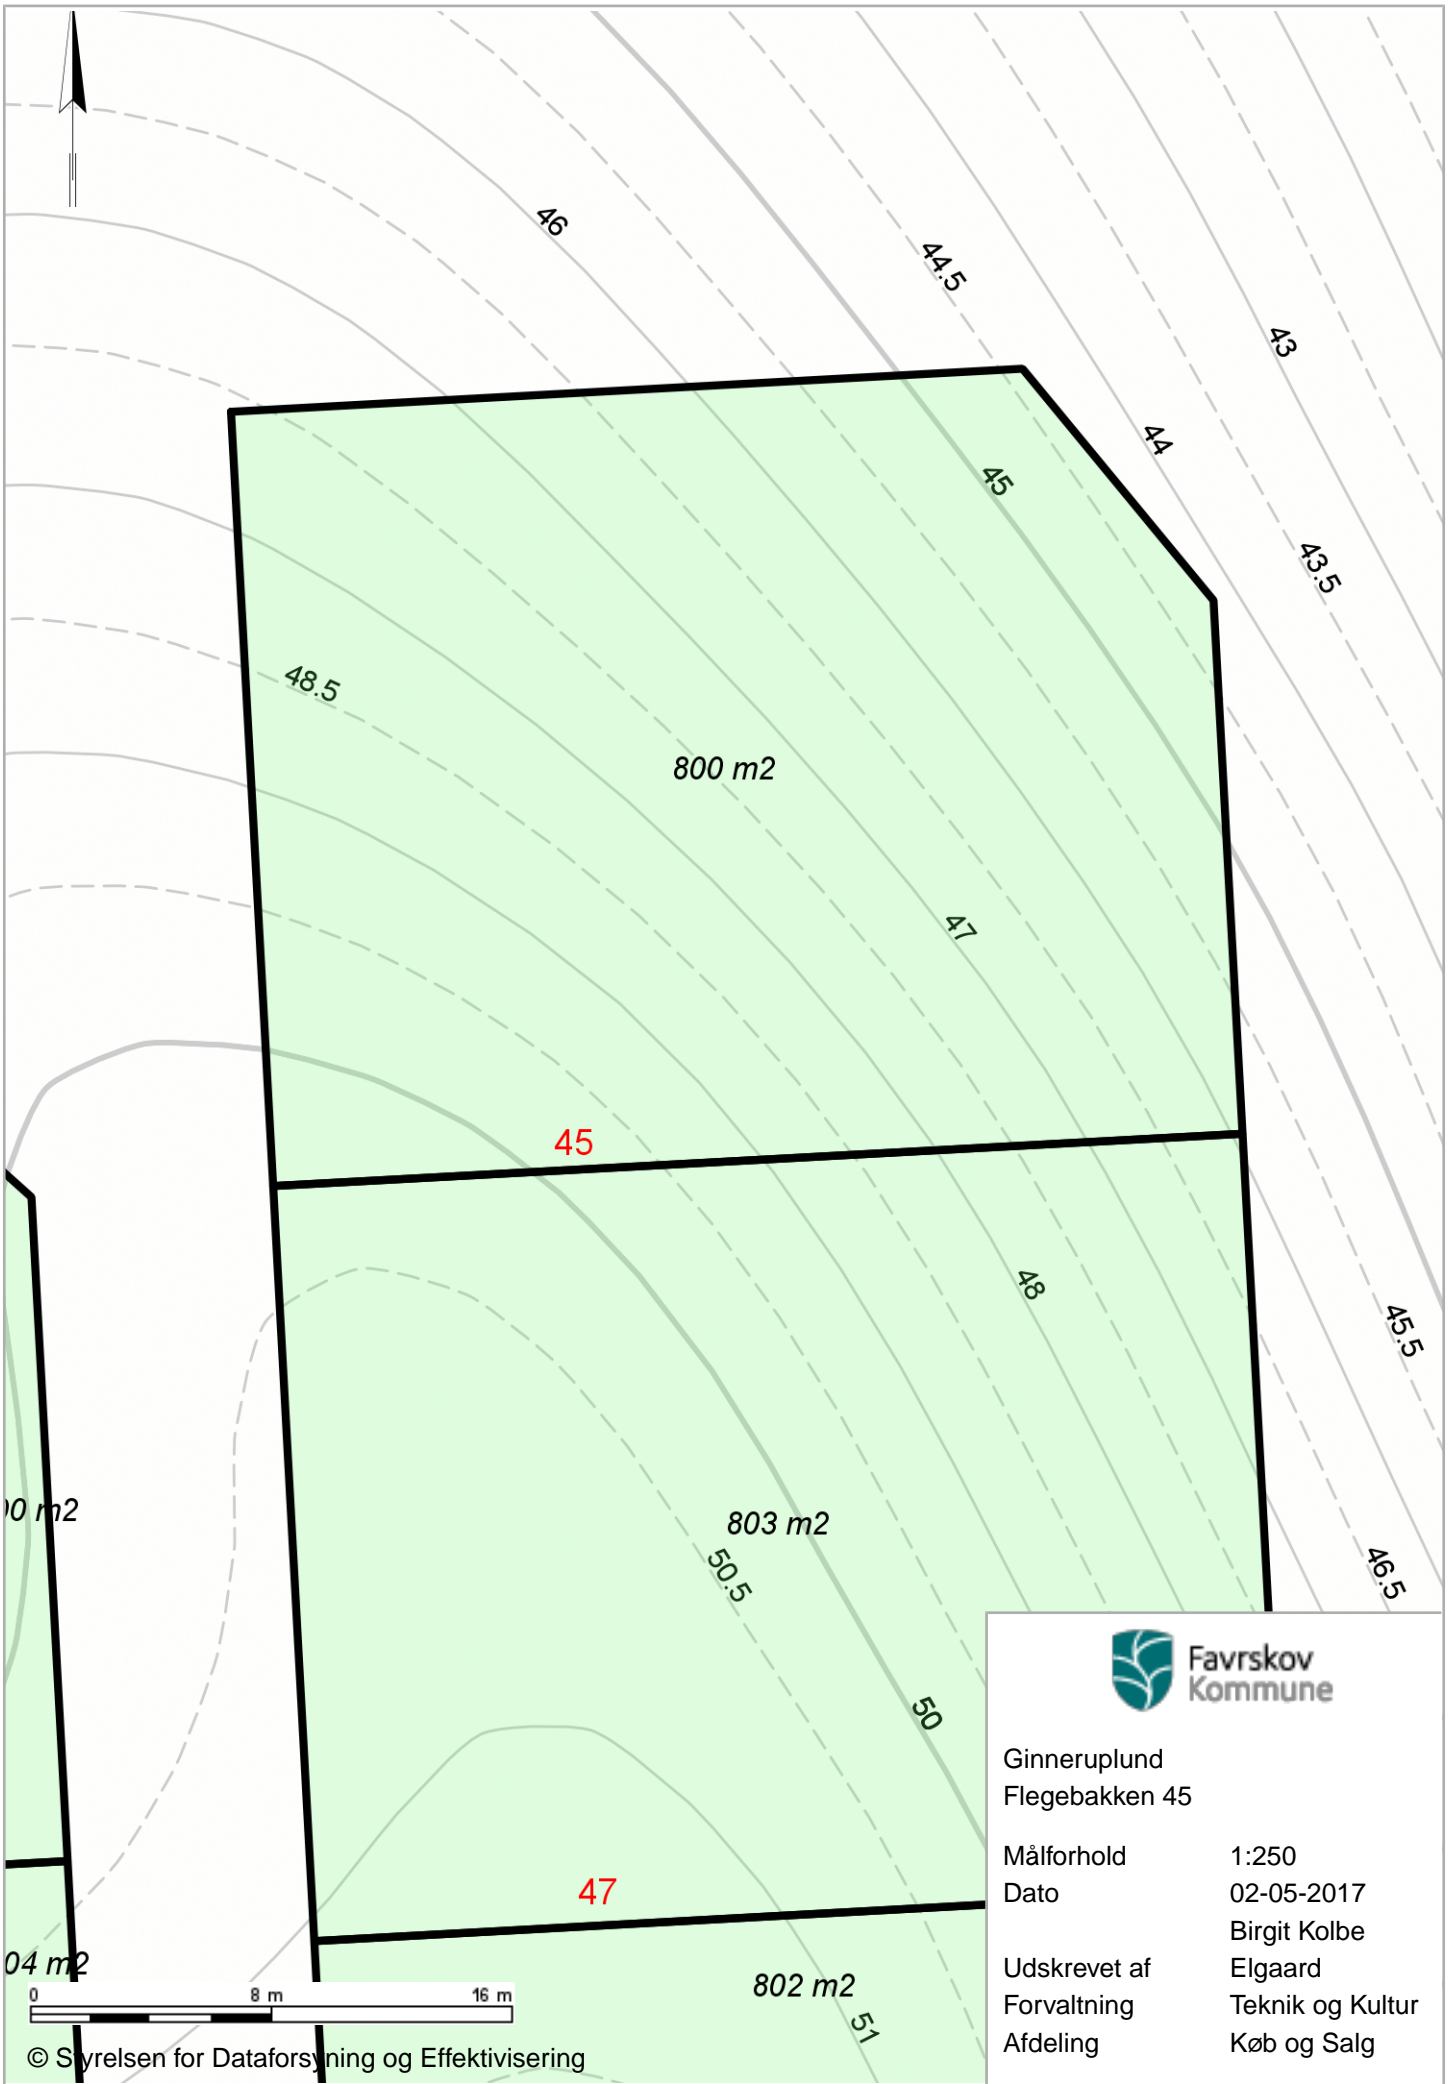 46
44.5
43
44
45
43.5
48.5
800 m2
47
45
48
45.5
803 m2
50.5
46.5
50
47
802 m2
51
00 m2
04 m2
0 8 m 16 m
© Styrelsen for Dataforsyning og Effektivisering
Favrskov
Kommune
Ginneruplund
Flegebakken 45
Målforhold 1:250
Dato 02-05-2017
Birgit Kolbe
Udskrevet af Elgaard
Forvaltning Teknik og Kultur
Afdeling Køb og Salg